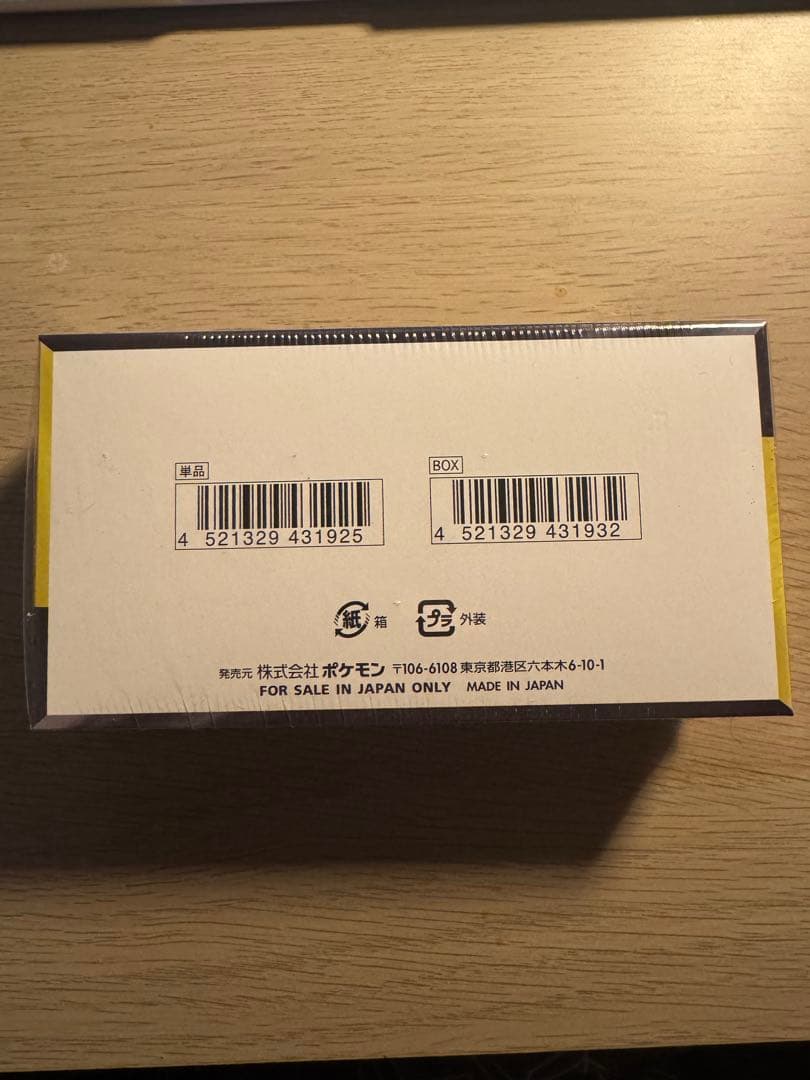 単品
4 521329 431925
BOX
4 521329 431932
紙 箱
プラ 外装
発売元 株式会社 ポケモン 〒106-6108 東京都港区六本木6-10-1
FOR SALE IN JAPAN ONLY MADE IN JAPAN